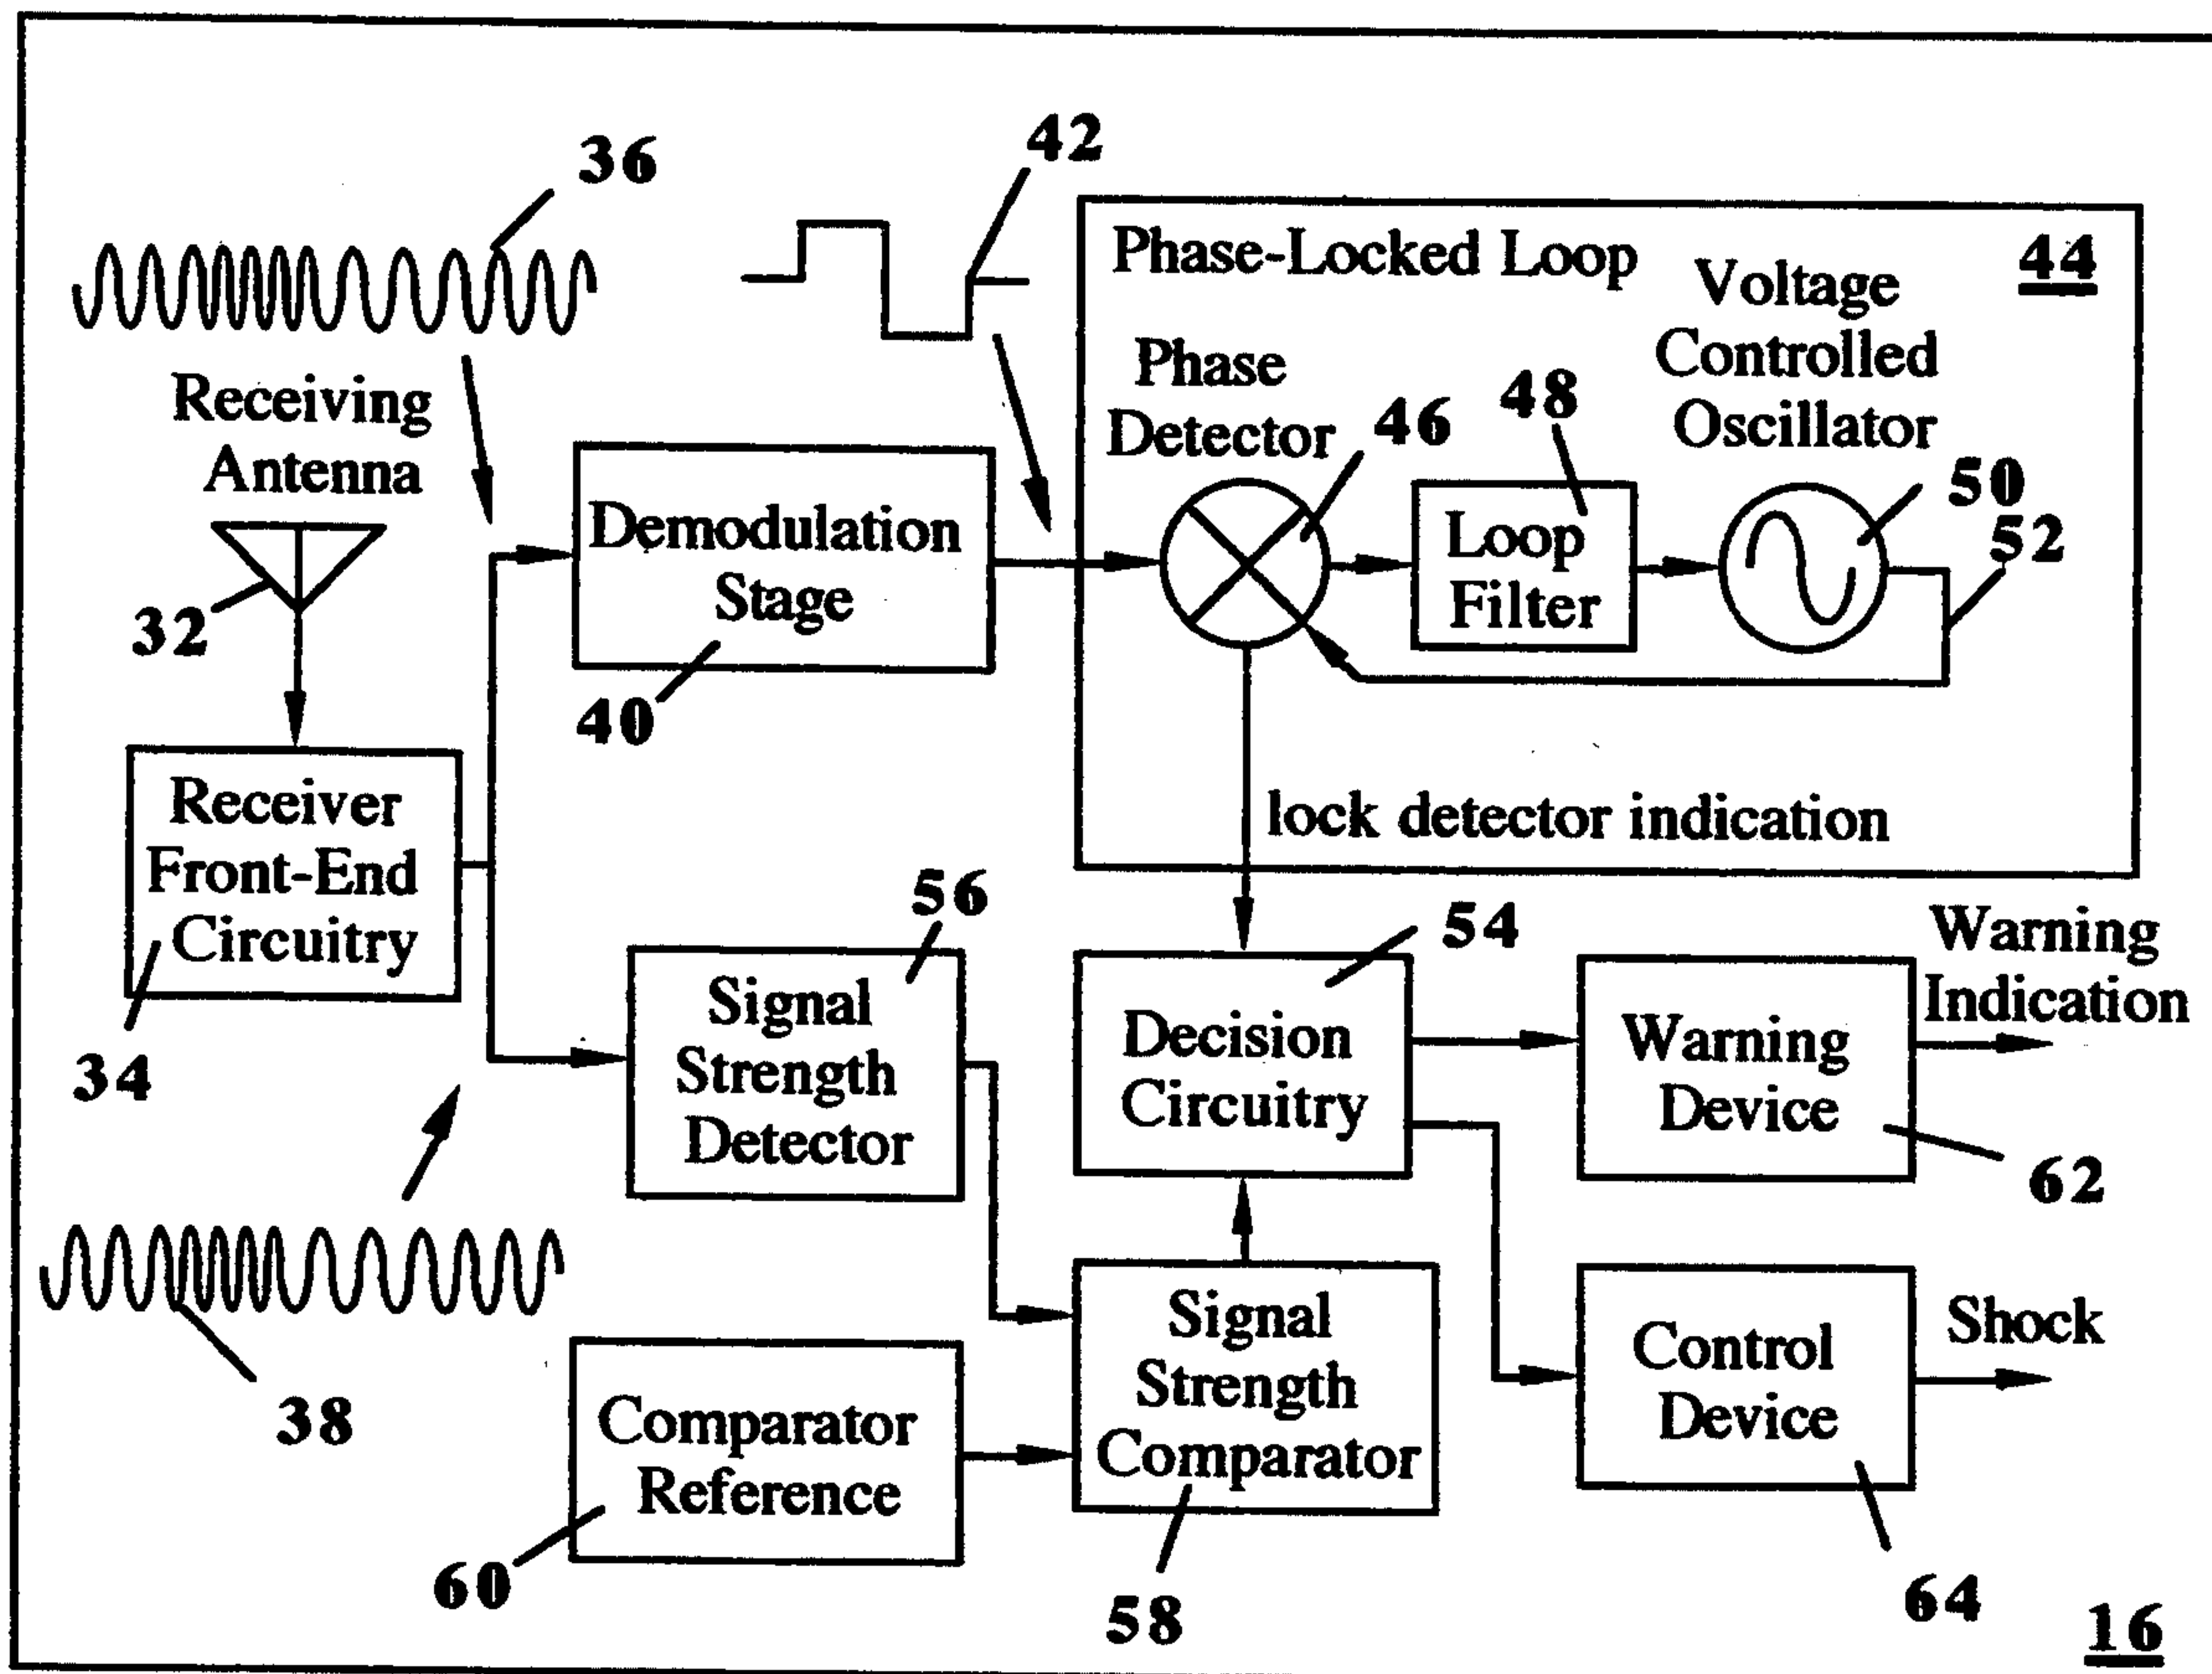 36
42
Phase-Locked Loop
44
Voltage
Controlled
Oscillator
Phase
Detector
46
48
50
52
Receiving
Antenna
32
Demodulation
Stage
40
Loop
Filter
Receiver
Front-End
Circuitry
34
lock detector indication
56
Signal
Strength
Detector
54
Decision
Circuitry
Warning
Device
62
Warning
Indication
38
Comparator
Reference
60
Signal
Strength
Comparator
58
Control
Device
64
Shock
16